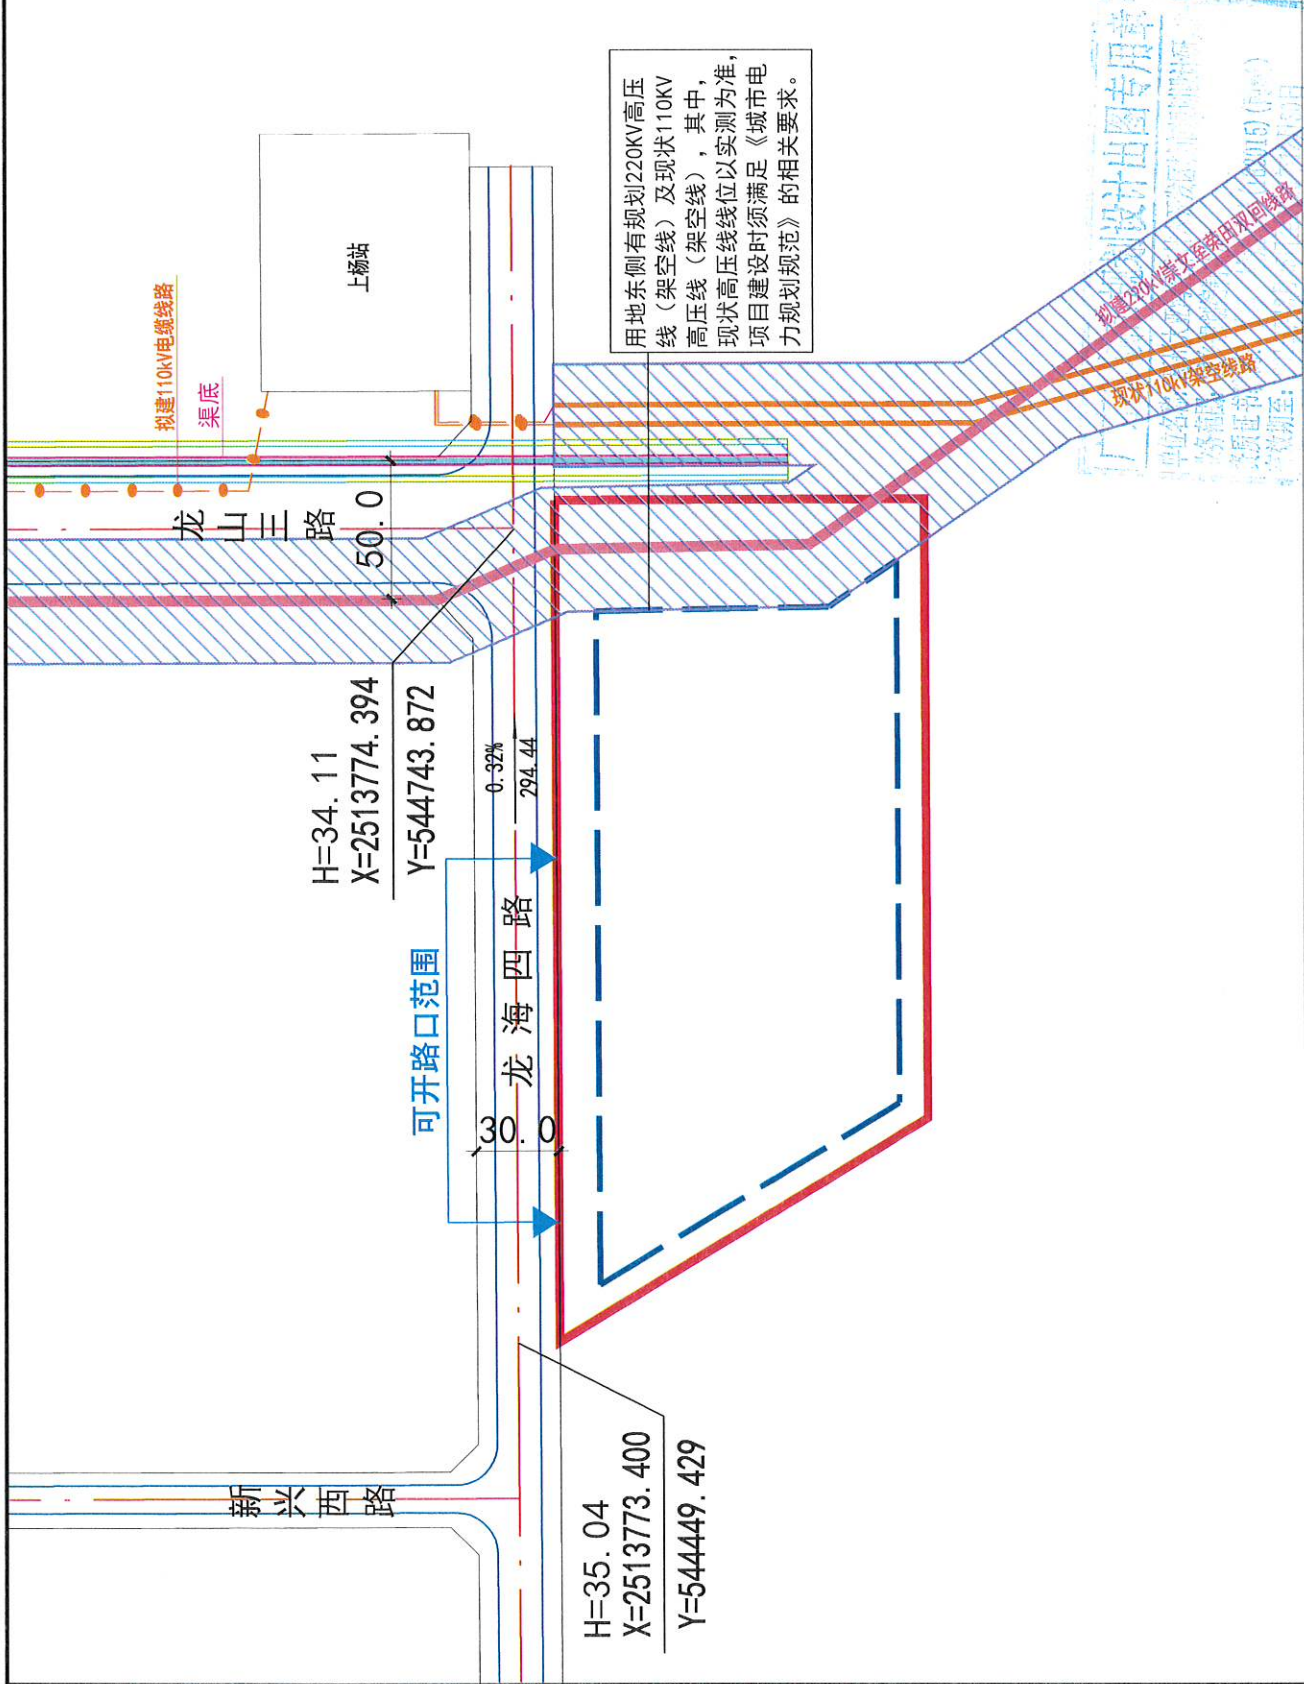 用地东侧有规划220KV高压
线（架空线）及现状110KV
高压线（架空线），其中，
现状高压线线位以实测为准，
项目建设时须满足《城市电
力规划规范》的相关要求。
上杨站
拟建110kV电缆线路
渠底
龙山三路
50.0
H=34.11
X=2513774.394
Y=544743.872
0.32%
294.44
可开路口范围
龙海四路
30.0
新兴西路
H=35.04
X=2513773.400
Y=544449.429
拟建220kV崇文至荣田双回线路
现状110kV架空线路
设计出图专用章